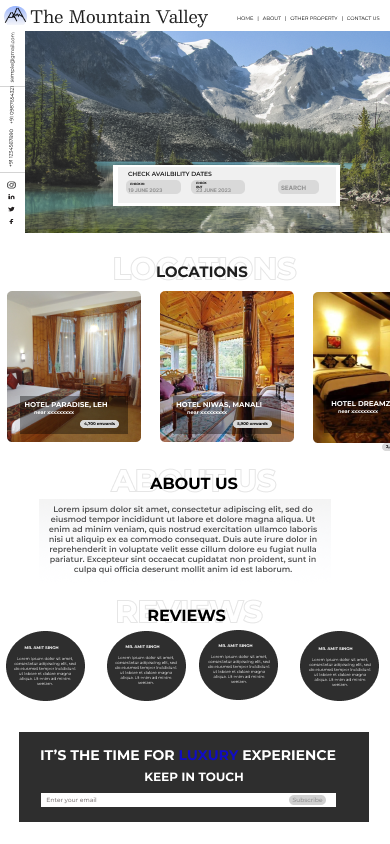 The Mountain Valley
HOME | ABOUT | OTHER PROPERTY | CONTACT US
sample@gmail.com
+91 1234567890
CHECK AVAILBILITY DATES
CHECK IN
19 JUNE 2023
CHECK OUT
23 JUNE 2023
SEARCH
LOCATIONS
LOCATIONS
HOTEL PARADISE, LEH
near xxxxxxxxxx
4,700 onwards
HOTEL NIWAS, MANALI
near xxxxxxxxxx
5,900 onwards
HOTEL DREAMZ
near xxxxxxxxxx
ABOUT US
ABOUT US
Lorem ipsum dolor sit amet, consectetur adipiscing elit, sed do
eiusmod tempor incididunt ut labore et dolore magna aliqua. Ut
enim ad minim veniam, quis nostrud exercitation ullamco laboris
nisi ut aliquip ex ea commodo consequat. Duis aute irure dolor in
reprehenderit in voluptate velit esse cillum dolore eu fugiat nulla
pariatur. Excepteur sint occaecat cupidatat non proident, sunt in
culpa qui officia deserunt mollit anim id est laborum.
REVIEWS
REVIEWS
MR. AMIT SINGH
Lorem ipsum dolor sit amet,
consectetur adipiscing elit, sed
do eiusmod tempor incididunt
ut labore et dolore magna
aliqua. Ut enim ad minim
veniam.
MR. AMIT SINGH
Lorem ipsum dolor sit amet,
consectetur adipiscing elit, sed
do eiusmod tempor incididunt
ut labore et dolore magna
aliqua. Ut enim ad minim
veniam.
MR. AMIT SINGH
Lorem ipsum dolor sit amet,
consectetur adipiscing elit, sed
do eiusmod tempor incididunt
ut labore et dolore magna
aliqua. Ut enim ad minim
veniam.
MR. AMIT SINGH
Lorem ipsum dolor sit amet,
consectetur adipiscing elit, sed
do eiusmod tempor incididunt
ut labore et dolore magna
aliqua. Ut enim ad minim
veniam.
IT'S THE TIME FOR LUXURY EXPERIENCE
KEEP IN TOUCH
Enter your email
Subscribe